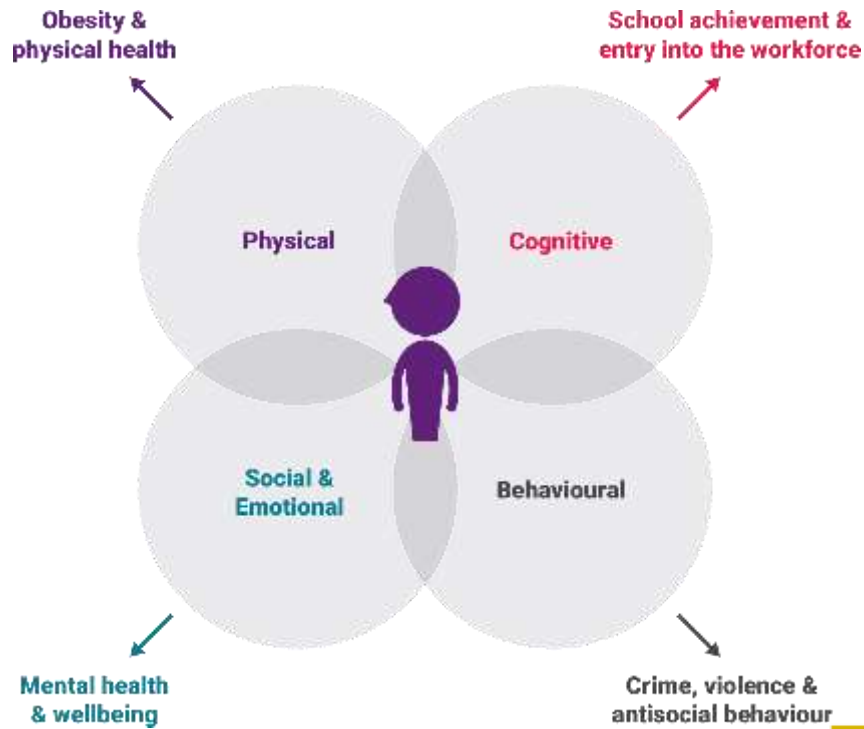 Obesity &
physical health
School achievement &
entry into the workforce
Physical
Cognitive
Social &
Emotional
Behavioural
Mental health
& wellbeing
Crime, violence &
antisocial behaviour